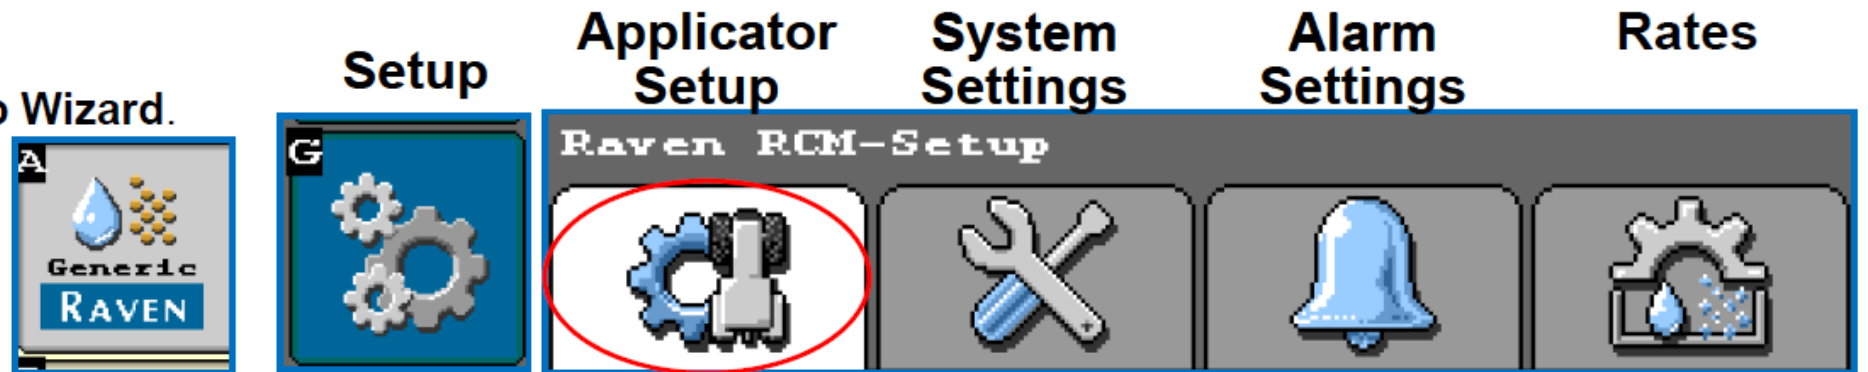 Wizard.
Setup
Applicator
Setup
System
Settings
Alarm
Settings
Rates
A
Generic
RAVEN
G
Raven RCM-Setup